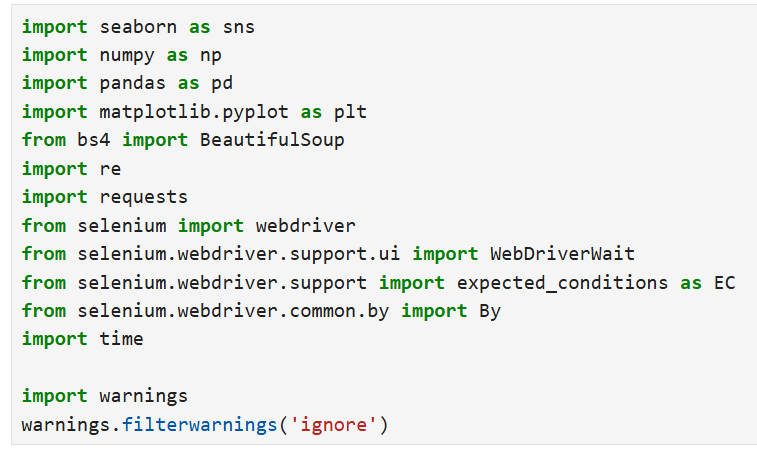 import seaborn as sns
import numpy as np
import pandas as pd
import matplotlib.pyplot as plt
from bs4 import BeautifulSoup
import re
import requests
from selenium import webdriver
from selenium.webdriver.support.ui import WebDriverWait
from selenium.webdriver.support import expected_conditions as EC
from selenium.webdriver.common.by import By
import time
import warnings
warnings.filterwarnings('ignore')